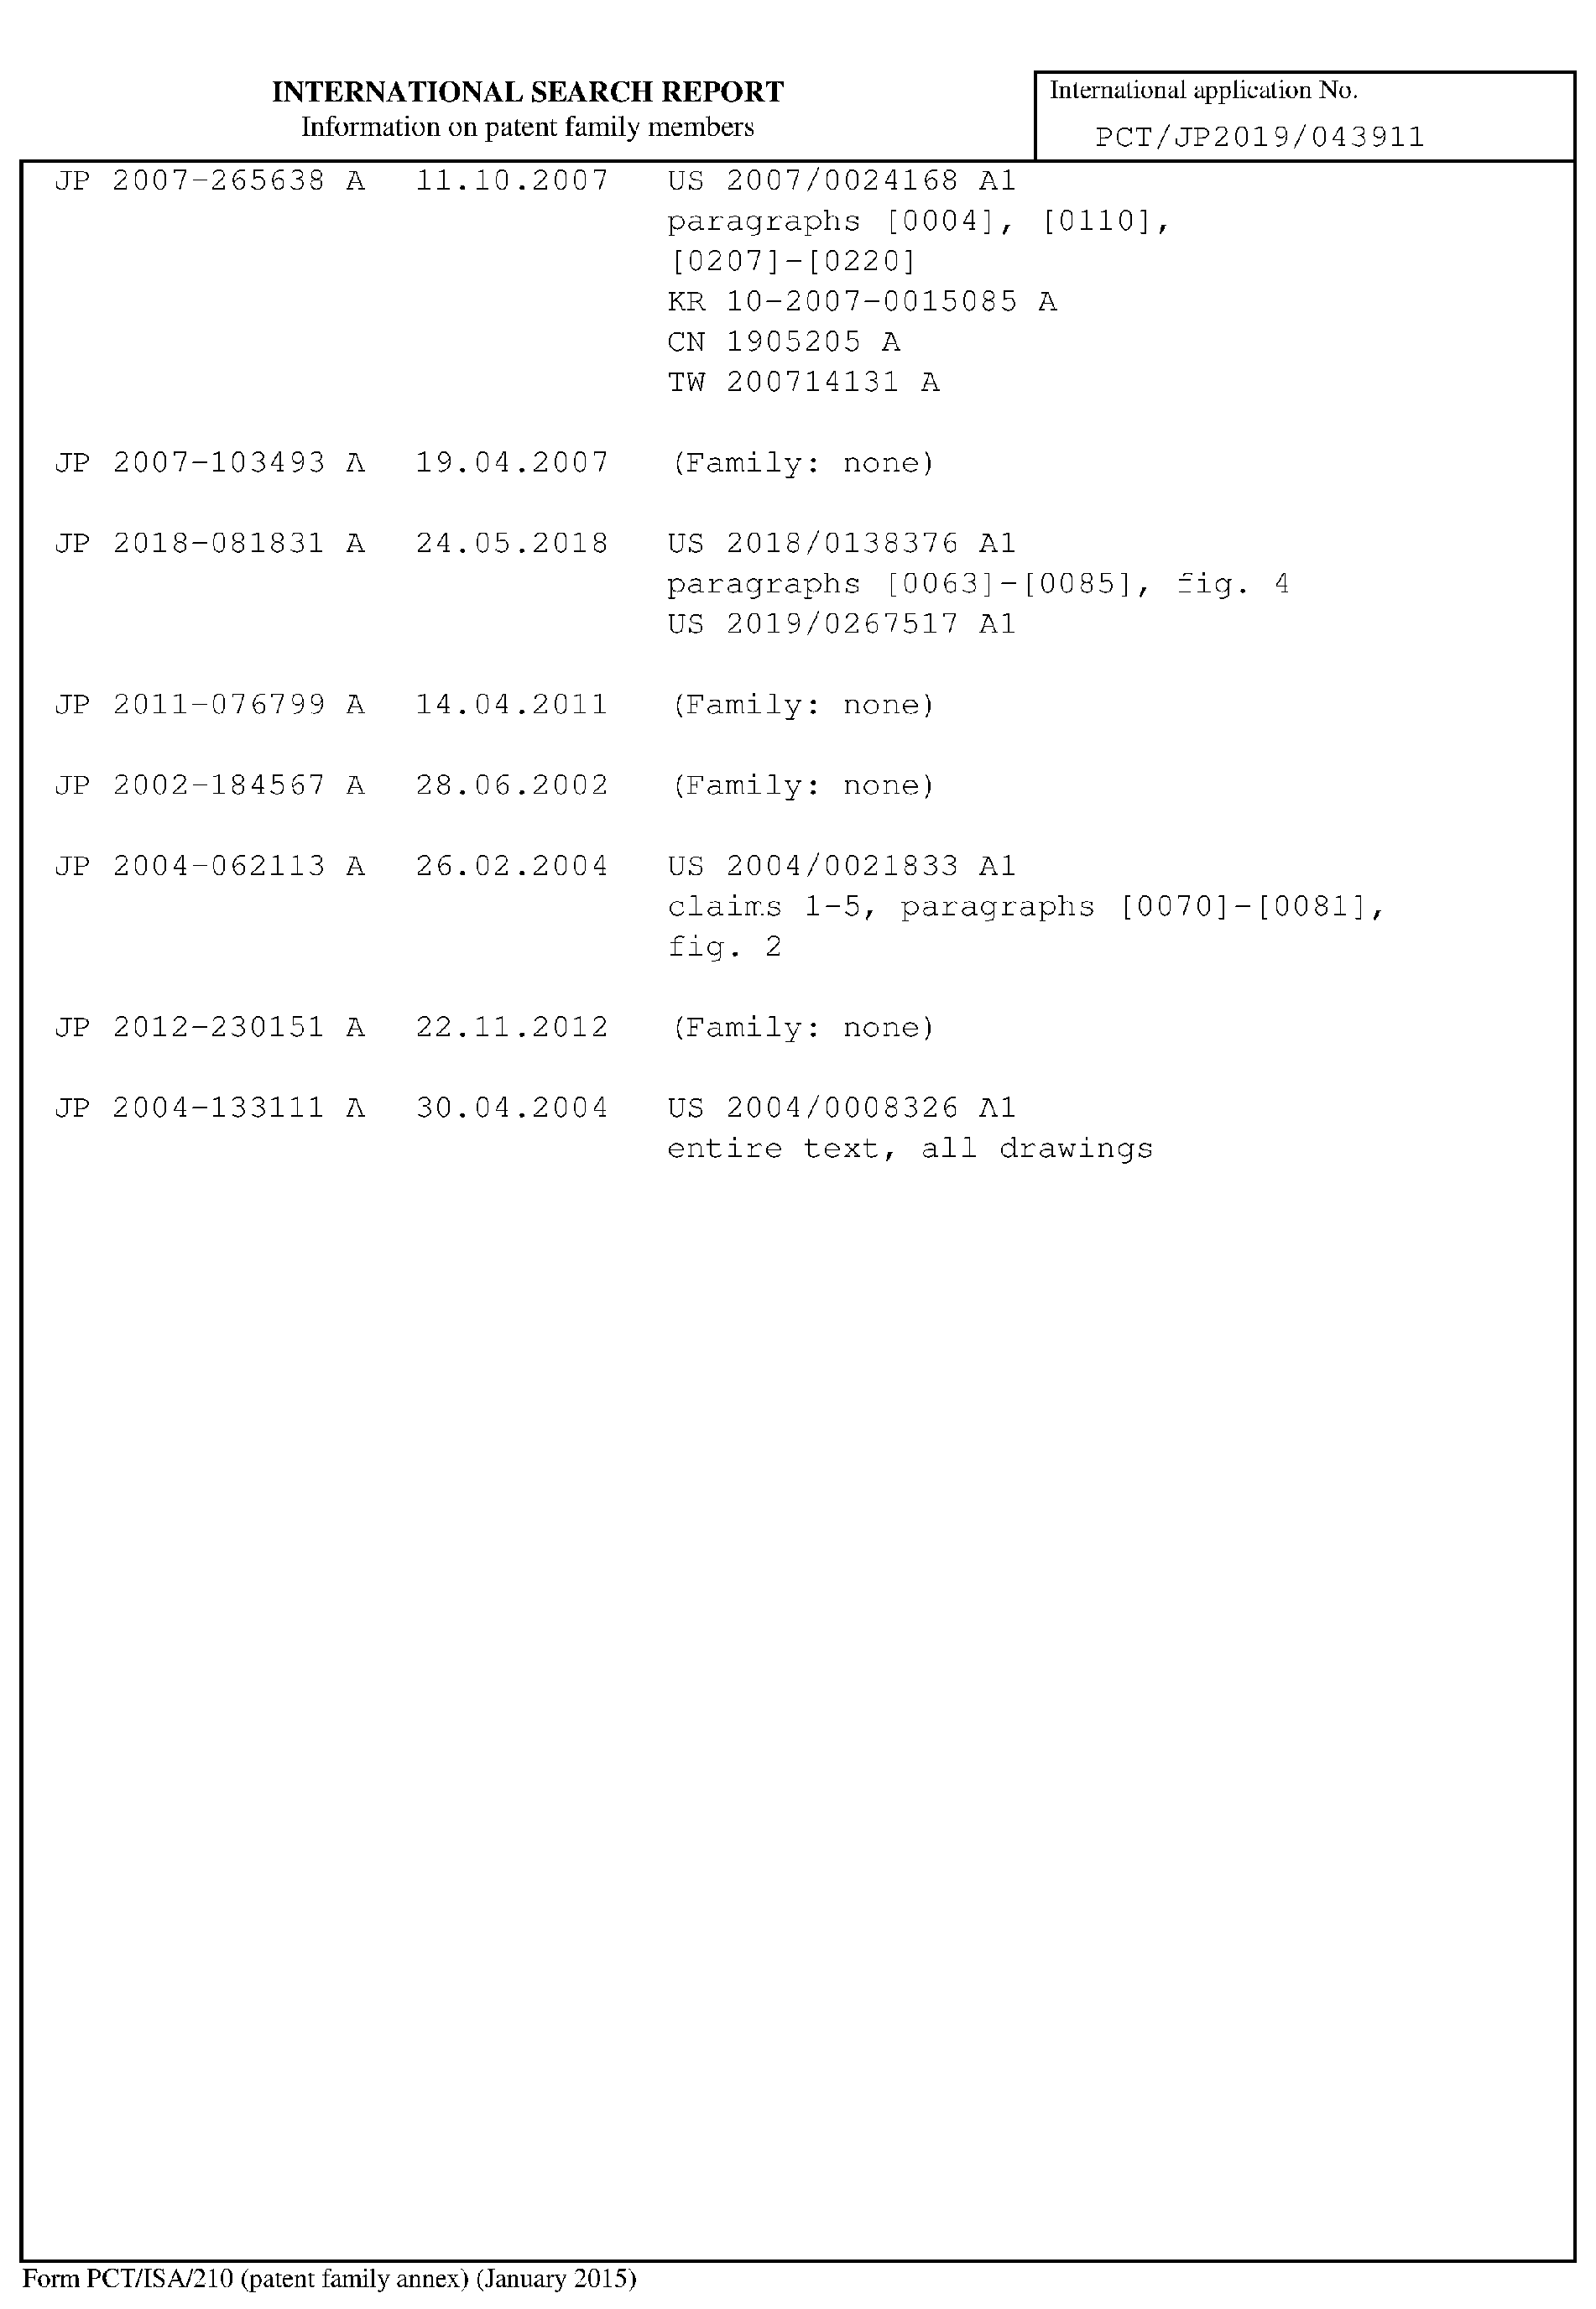 INTERNATIONAL SEARCH REPORT
Information on patent family members
International application No.
PCT/JP2019/043911
JP 2007-265638 A 11.10.2007 US 2007/0024168 A1
paragraphs [0004], [0110],
[0207]-[0220]
KR 10-2007-0015085 A
CN 1905205 A
TW 200714131 A
JP 2007-103493 A 19.04.2007 (Family: none)
JP 2018-081831 A 24.05.2018 US 2018/0138376 A1
paragraphs [0063]-[0085], fig. 4
US 2019/0267517 A1
JP 2011-076799 A 14.04.2011 (Family: none)
JP 2002-184567 A 28.06.2002 (Family: none)
JP 2004-062113 A 26.02.2004 US 2004/0021833 A1
claims 1-5, paragraphs [0070]-[0081],
fig. 2
JP 2012-230151 A 22.11.2012 (Family: none)
JP 2004-133111 A 30.04.2004 US 2004/0008326 A1
entire text, all drawings
Form PCT/ISA/210 (patent family annex) (January 2015)